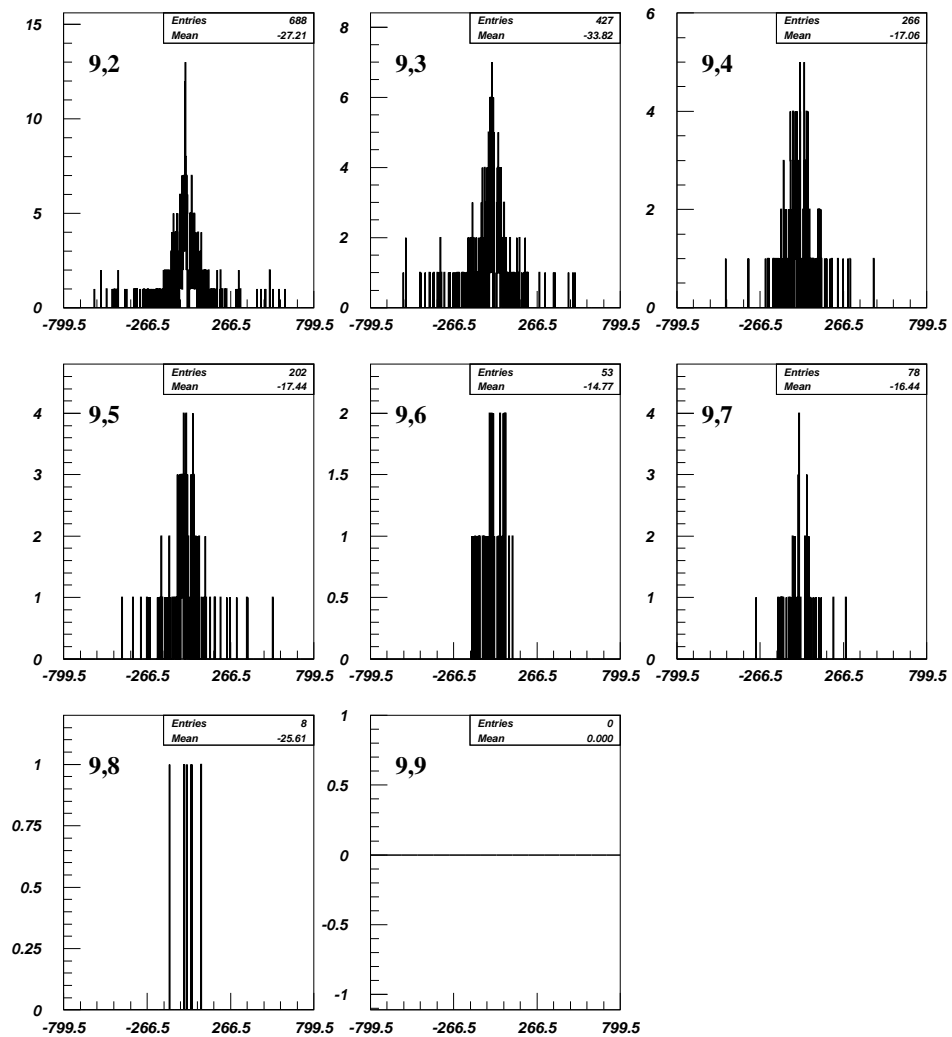 15
10
5
0
Entries 688
Mean -27.21
9,2
-799.5 -266.5 266.5 799.5
8
6
4
2
0
Entries 427
Mean -33.82
9,3
-799.5 -266.5 266.5 799.5
6
4
2
0
Entries 266
Mean -17.06
9,4
-799.5 -266.5 266.5 799.5
4
3
2
1
0
Entries 202
Mean -17.44
9,5
-799.5 -266.5 266.5 799.5
2
1.5
1
0.5
0
Entries 53
Mean -14.77
9,6
-799.5 -266.5 266.5 799.5
4
3
2
1
0
Entries 78
Mean -16.44
9,7
-799.5 -266.5 266.5 799.5
1
0.75
0.5
0.25
0
Entries 8
Mean -25.61
9,8
-799.5 -266.5 266.5 799.5
1
0.5
0
-0.5
-1
Entries 0
Mean 0.000
9,9
-799.5 -266.5 266.5 799.5